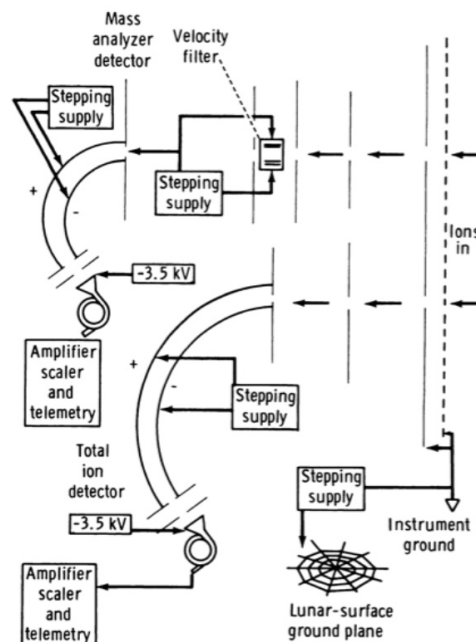 Mass
analyzer
detector
Velocity
filter
Stepping
supply
+
-
Stepping
supply
Ions
in
-3.5 kV
Amplifier
scaler
and
telemetry
+
-
Stepping
supply
Total
ion
detector
-3.5 kV
Stepping
supply
Instrument
ground
Amplifier
scaler
and
telemetry
Lunar-surface
ground plane